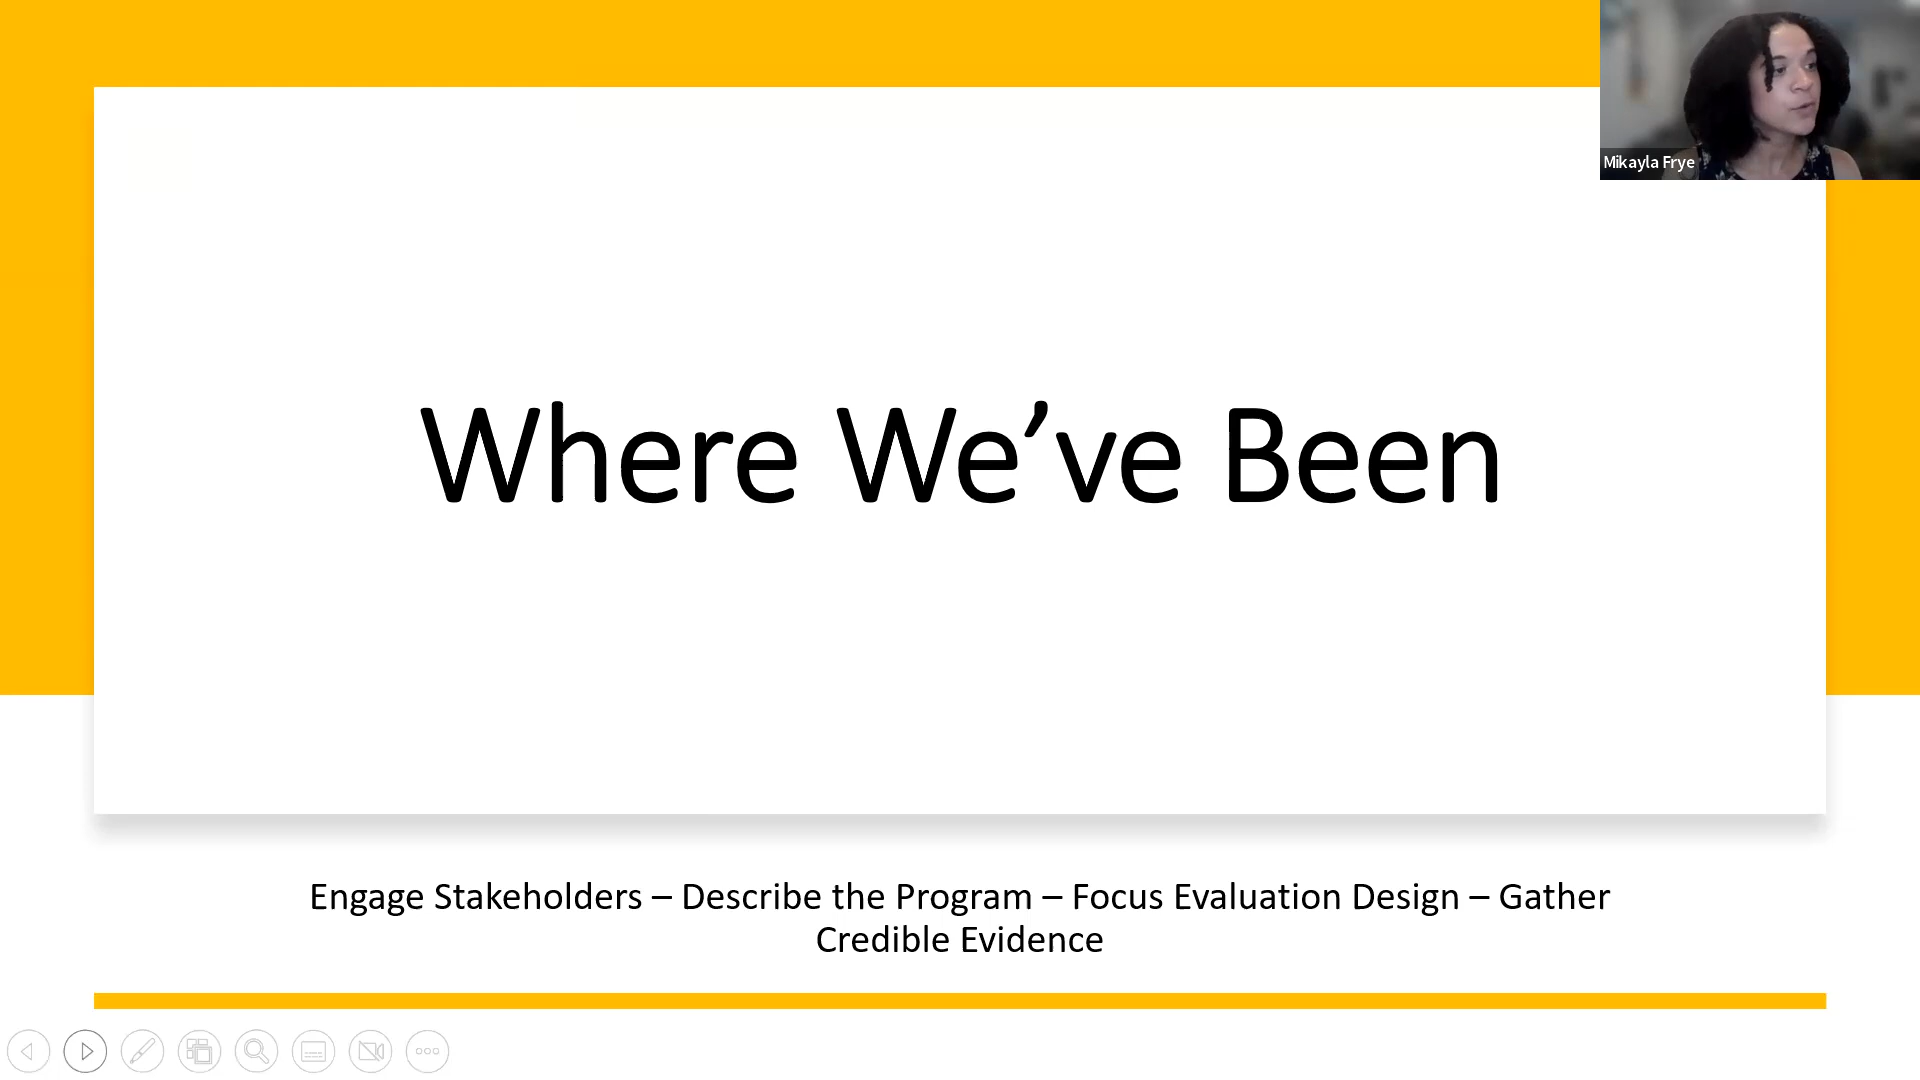 Mikayla Frye
Where We’ve Been
Engage Stakeholders – Describe the Program – Focus Evaluation Design – Gather
Credible Evidence